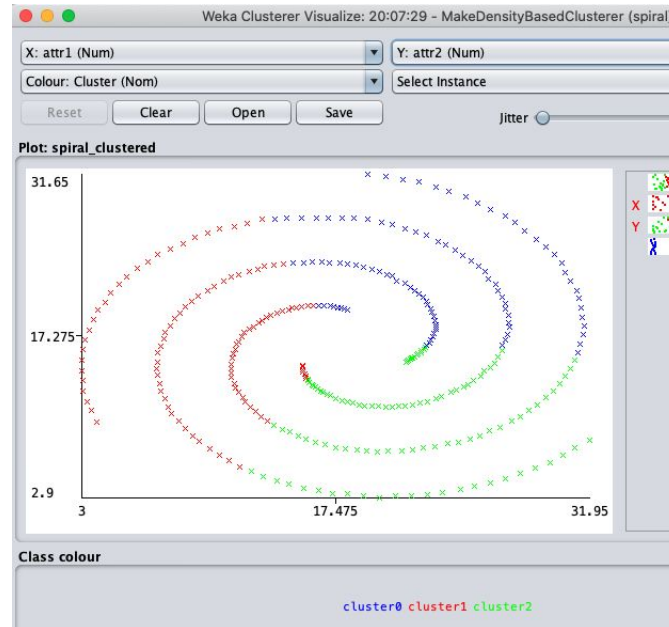 Weka Clusterer Visualize: 20:07:29 - MakeDensityBasedClusterer (spiral
X: attr1 (Num) Y: attr2 (Num)
Colour: Cluster (Nom) Select Instance
Reset Clear Open Save Jitter
Plot: spiral_clustered
31.65
X
Y
17.275
2.9
3 17.475 31.95
Class colour
cluster0 cluster1 cluster2